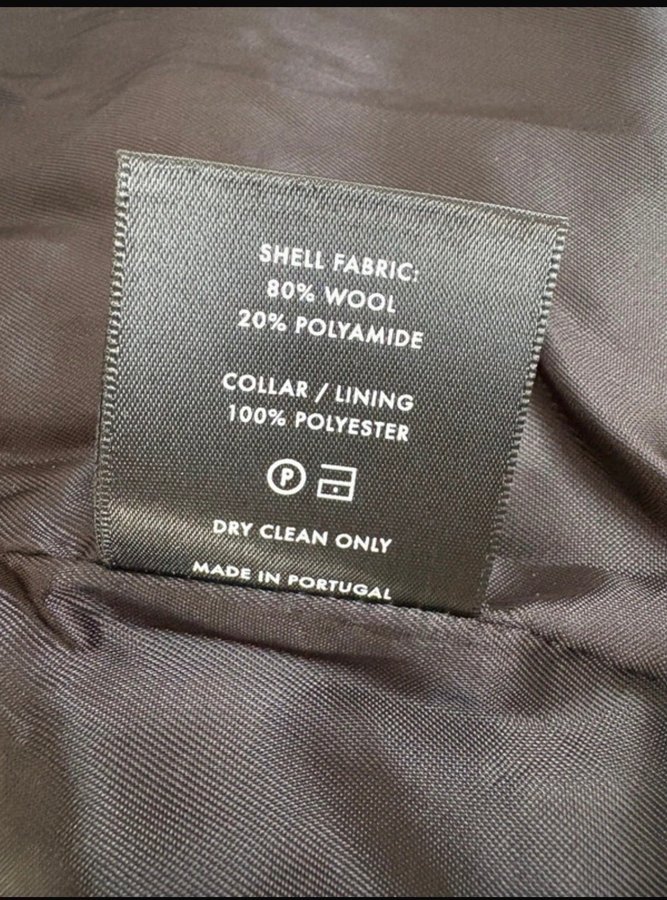 SHELL FABRIC:
80% WOOL
20% POLYAMIDE
COLLAR / LINING
100% POLYESTER
P
DRY CLEAN ONLY
MADE IN PORTUGAL